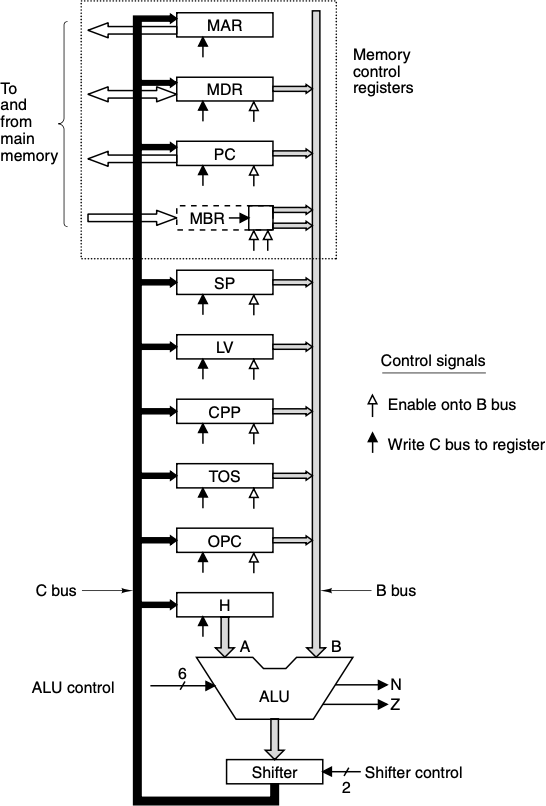 MAR
To
and
from
main
memory
Memory
control
registers
MDR
PC
MBR
SP
LV
Control signals
CPP
Enable onto B bus
Write C bus to register
TOS
OPC
C bus
B bus
H
A
B
6
ALU control
ALU
N
Z
Shifter
Shifter control
2